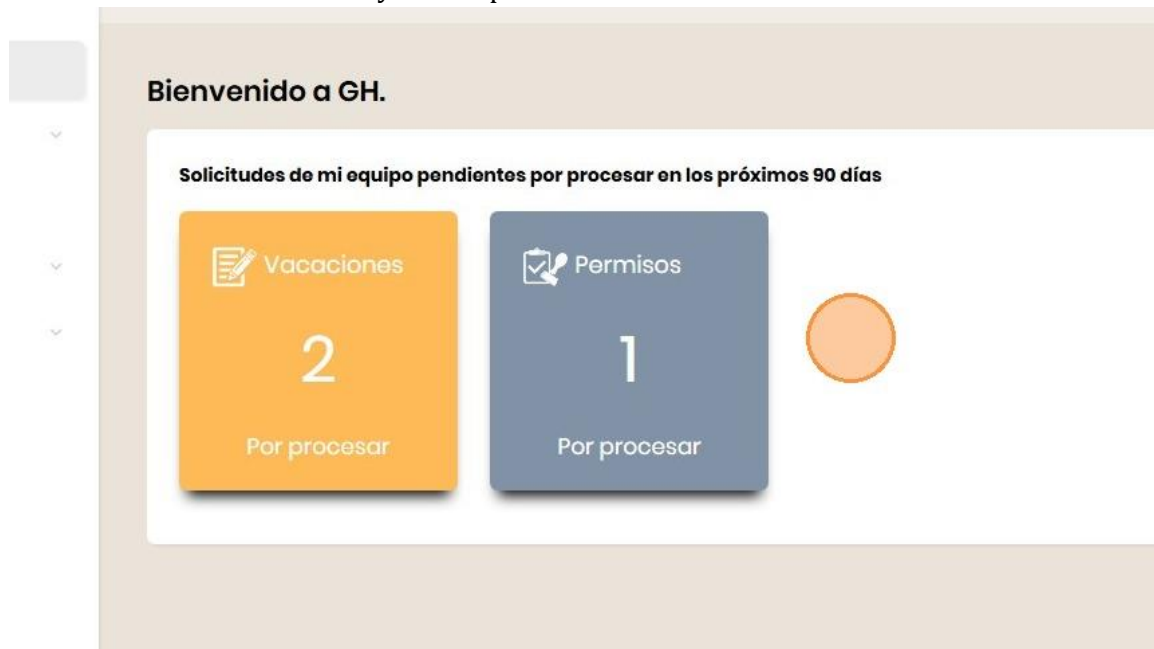 Bienvenido a GH.
Solicitudes de mi equipo pendientes por procesar en los próximos 90 días
Vacaciones
2
Por procesar
Permisos
1
Por procesar